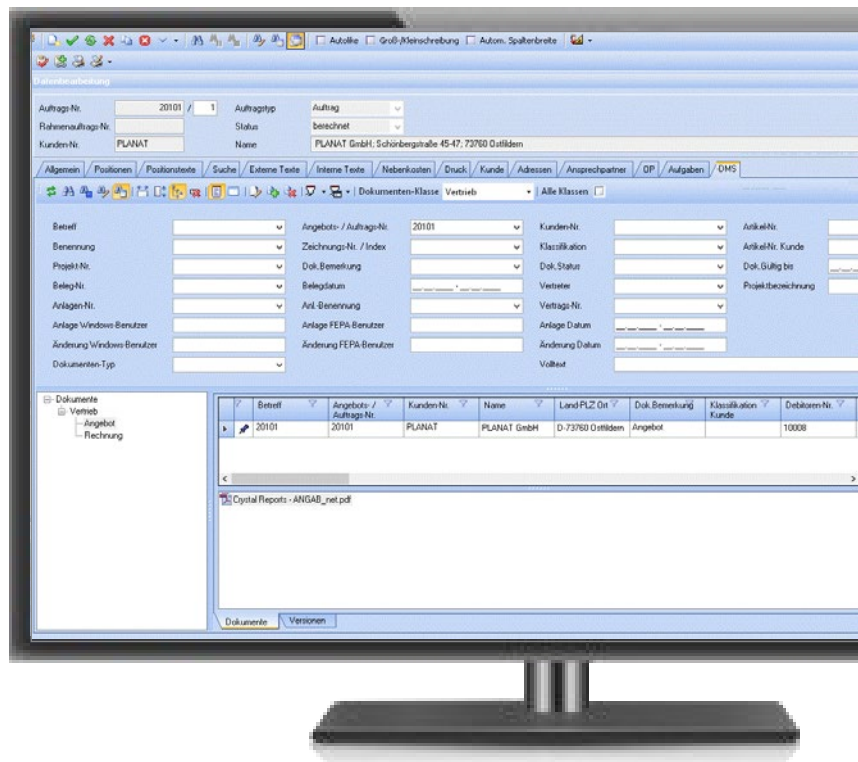 Autolike Groß-/Kleinschreibung Autom. Spaltenbreite
Datenbearbeitung
Auftrags-Nr. 20101 / 1 Auftragstyp Auftrag
Rahmenauftrags-Nr. Status berechnet
Kunden-Nr. PLANAT Name PLANAT GmbH; Schönbergstraße 45-47; 73760 Ostfildern
Allgemein Positionen Positionstexte Suche Externe Texte Interne Texte Nebenkosten Druck Kunde Adressen Ansprechpartner OP Aufgaben DMS
Dokumenten-Klasse Vertrieb Alle Klassen
Betreff Angebots- / Auftrags-Nr. 20101 Kunden-Nr. Artikel-Nr.
Benennung Zeichnungs-Nr. / Index Klassifikation Artikel-Nr. Kunde
Projekt-Nr. Dok.Bemerkung Dok.Status Dok.Gültig bis
Beleg-Nr. Belegdatum Vertreter Projektbezeichnung
Anlagen-Nr. Anl.-Benennung Vertrags-Nr.
Anlage Windows-Benutzer Anlage FEPA-Benutzer Anlage Datum
Änderung Windows-Benutzer Änderung FEPA-Benutzer Änderung Datum
Dokumenten-Typ Volltext
Dokumente
Vertrieb
Angebot
Rechnung
Betreff Angebots- / Auftrags-Nr. Kunden-Nr. Name Land-PLZ Ort Dok.Bemerkung Klassifikation Kunde Debitoren-Nr.
20101 20101 PLANAT PLANAT GmbH D-73760 Ostfildern Angebot 10008
Crystal Reports - ANGAB_net.pdf
Dokumente Versionen